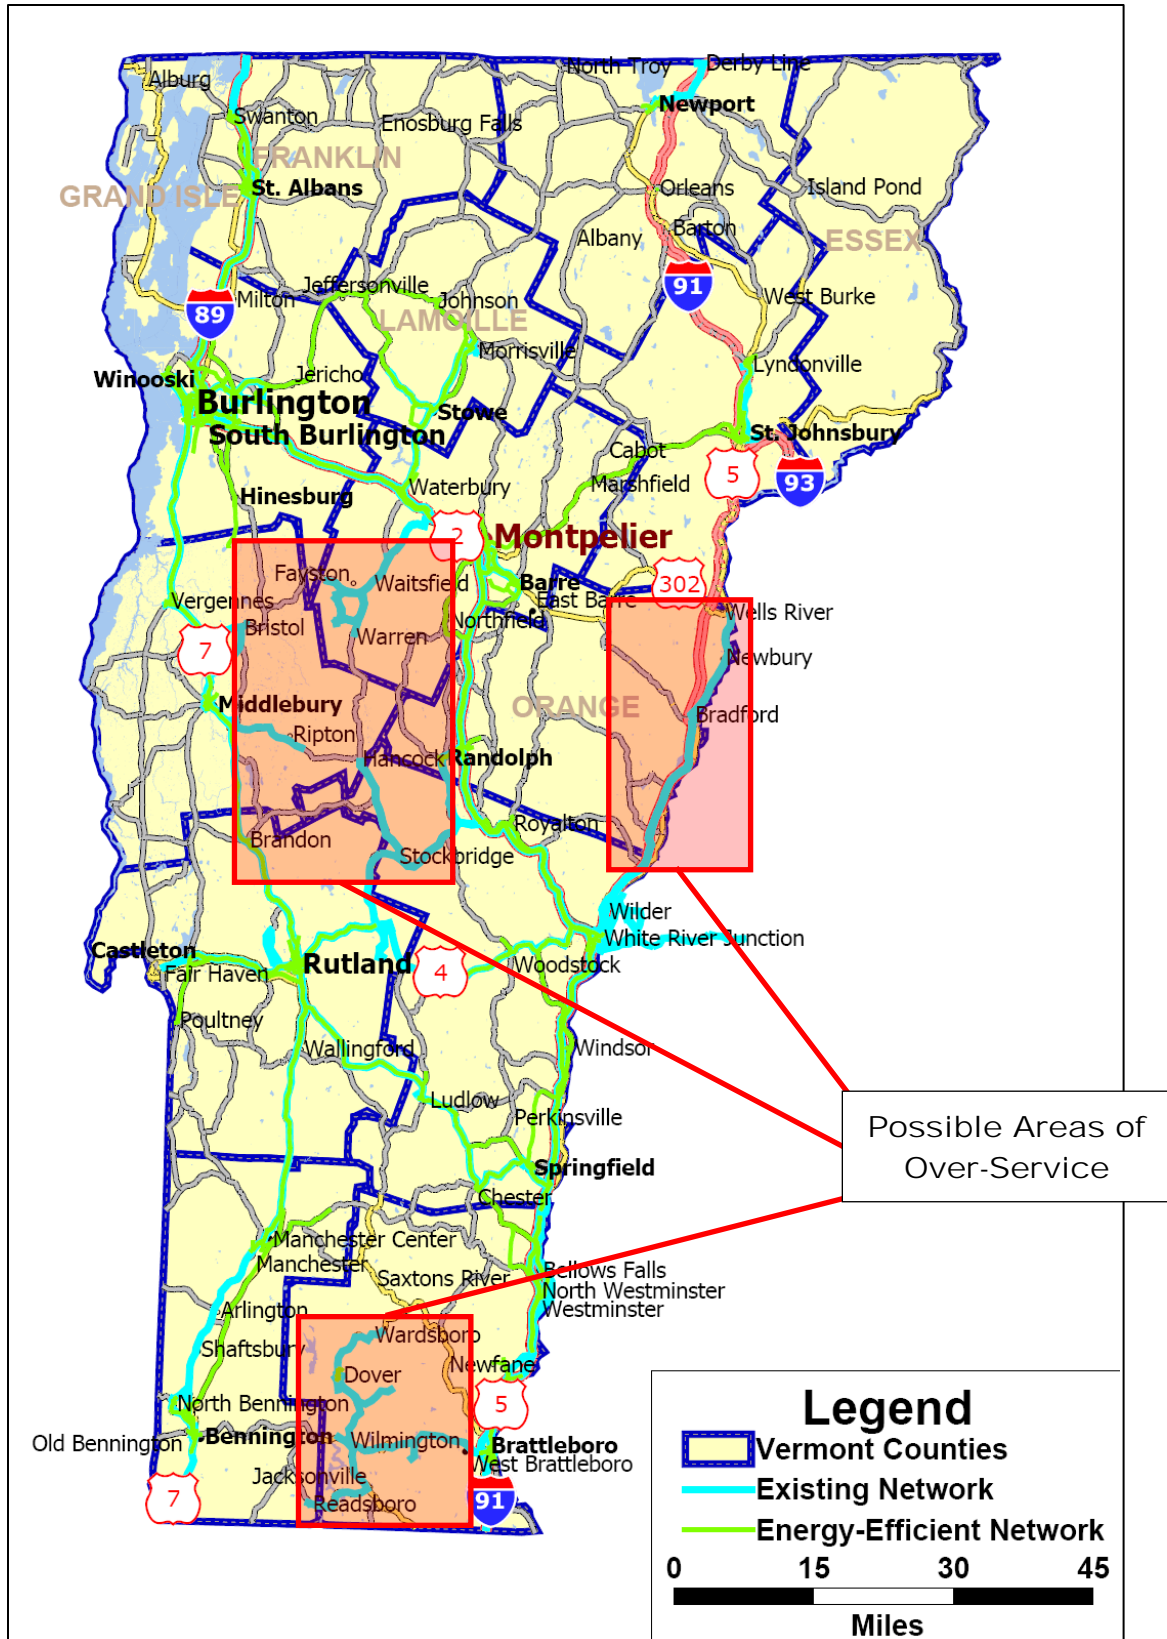 Alburg
North Troy
Derby Line
Newport
Swanton
Enosburg Falls
FRANKLIN
St. Albans
GRAND ISLE
Orleans
Island Pond
Barton
Albany
ESSEX
Jeffersonville
Milton
89
Johnson
LAMOILLE
91
West Burke
Morrisville
Winooski
Jericho
Lyndonville
Burlington
Stowe
South Burlington
St. Johnsbury
Cabot
5
93
Marshfield
Waterbury
Hinesburg
2
Montpelier
Fayston
Waitsfield
Barre
302
East Barre
Vergennes
Wells River
Bristol
Warren
Northfield
7
Newbury
Middlebury
ORANGE
Bradford
Ripton
Hancock
Randolph
Brandon
Stockbridge
Royalton
Wilder
White River Junction
Castleton
Rutland
Fair Haven
4
Woodstock
Poultney
Wallingford
Windsor
Ludlow
Perkinsville
Possible Areas of
Over-Service
Springfield
Chester
Manchester Center
Manchester
Saxtons River
Bellows Falls
North Westminster
Westminster
Arlington
Wardsboro
Shaftsbury
Newfane
Dover
North Bennington
5
Old Bennington
Bennington
Wilmington
Brattleboro
West Brattleboro
Jacksonville
Readsboro
7
91
Legend
Vermont Counties
Existing Network
Energy-Efficient Network
0 15 30 45
Miles